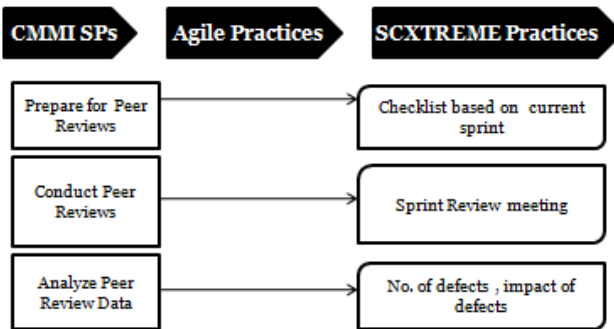 CMMI SPs
Agile Practices
SCXTREME Practices
Prepare for Peer
Reviews
Checklist based on current
sprint
Conduct Peer
Reviews
Sprint Review meeting
Analyze Peer
Review Data
No. of defects , impact of
defects